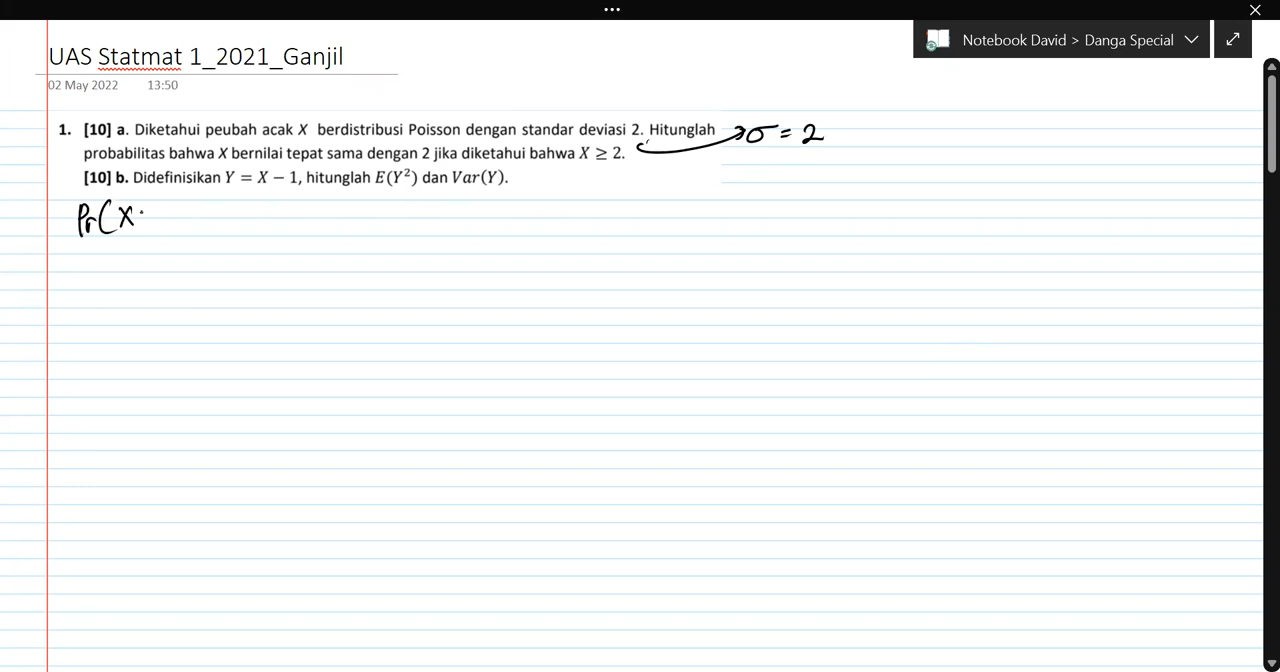 Notebook David > Danga Special
UAS Statmat 1_2021_Ganjil
02 May 2022 13:50
1. [10] a. Diketahui peubah acak X berdistribusi Poisson dengan standar deviasi 2. Hitunglah
σ = 2
probabilitas bahwa X bernilai tepat sama dengan 2 jika diketahui bahwa X ≥ 2.
[10] b. Didefinisikan Y = X − 1, hitunglah E(Y²) dan Var(Y).
Pr(X